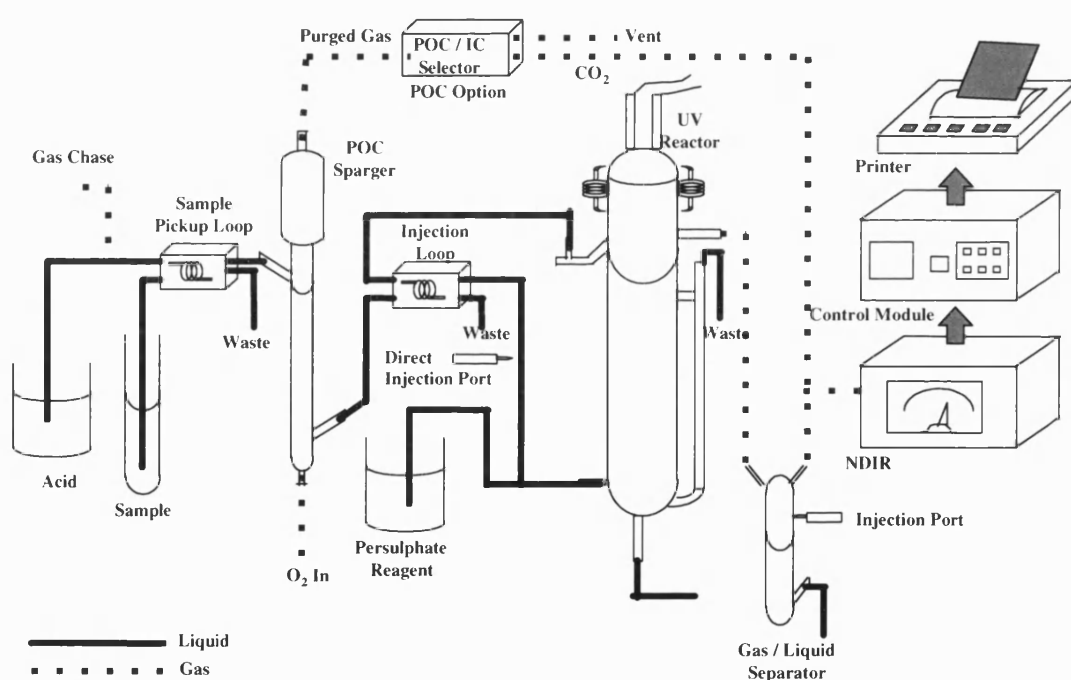 Purged Gas
POC / IC
Selector
POC Option
Vent
CO2
UV
Reactor
POC
Sparger
Gas Chase
Sample
Pickup Loop
Injection
Loop
Printer
Control Module
Waste
Waste
Waste
Direct
Injection Port
NDIR
Acid
Sample
Persulphate
Reagent
Injection Port
O2 In
Gas / Liquid
Separator
Liquid
Gas